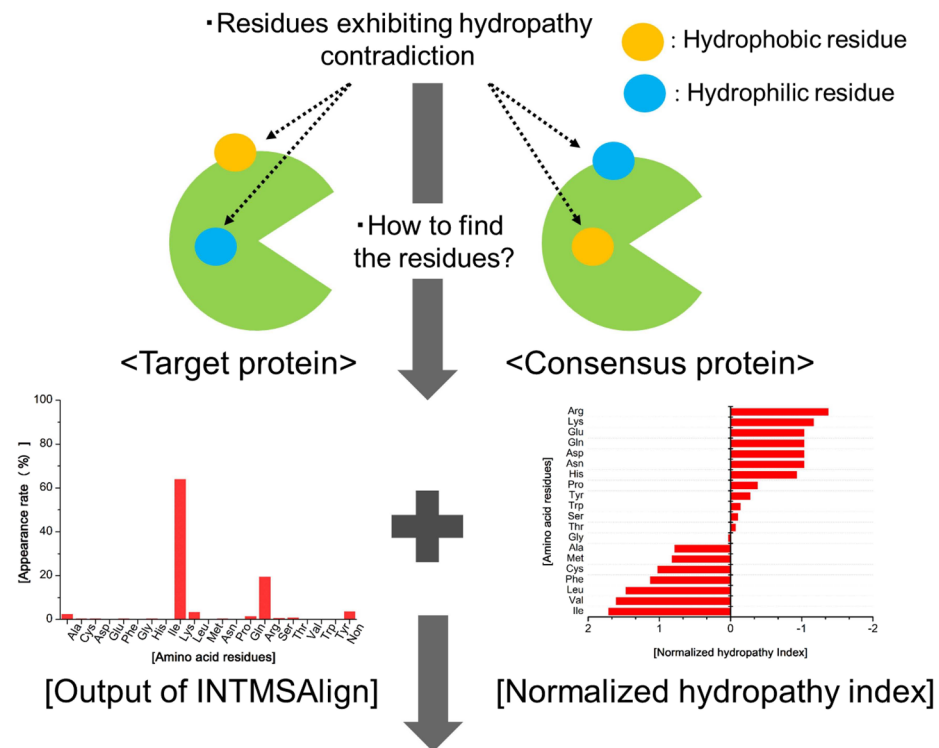 ・Residues exhibiting hydropathy
contradiction
: Hydrophobic residue
: Hydrophilic residue
・How to find
the residues?
<Target protein>
<Consensus protein>
[Appearance rate (%)]
100
80
60
40
20
0
Ala
Cys
Asp
Glu
Phe
Gly
His
Ile
Lys
Leu
Met
Asn
Pro
Gln
Arg
Ser
Thr
Val
Trp
Tyr
Non
[Amino acid residues]
[Output of INTMSAlign]
[Amino acid residues]
Arg
Lys
Glu
Gln
Asp
Asn
His
Pro
Tyr
Trp
Ser
Thr
Gly
Ala
Met
Cys
Phe
Leu
Val
Ile
2 1 0 -1 -2
[Normalized hydropathy Index]
[Normalized hydropathy index]